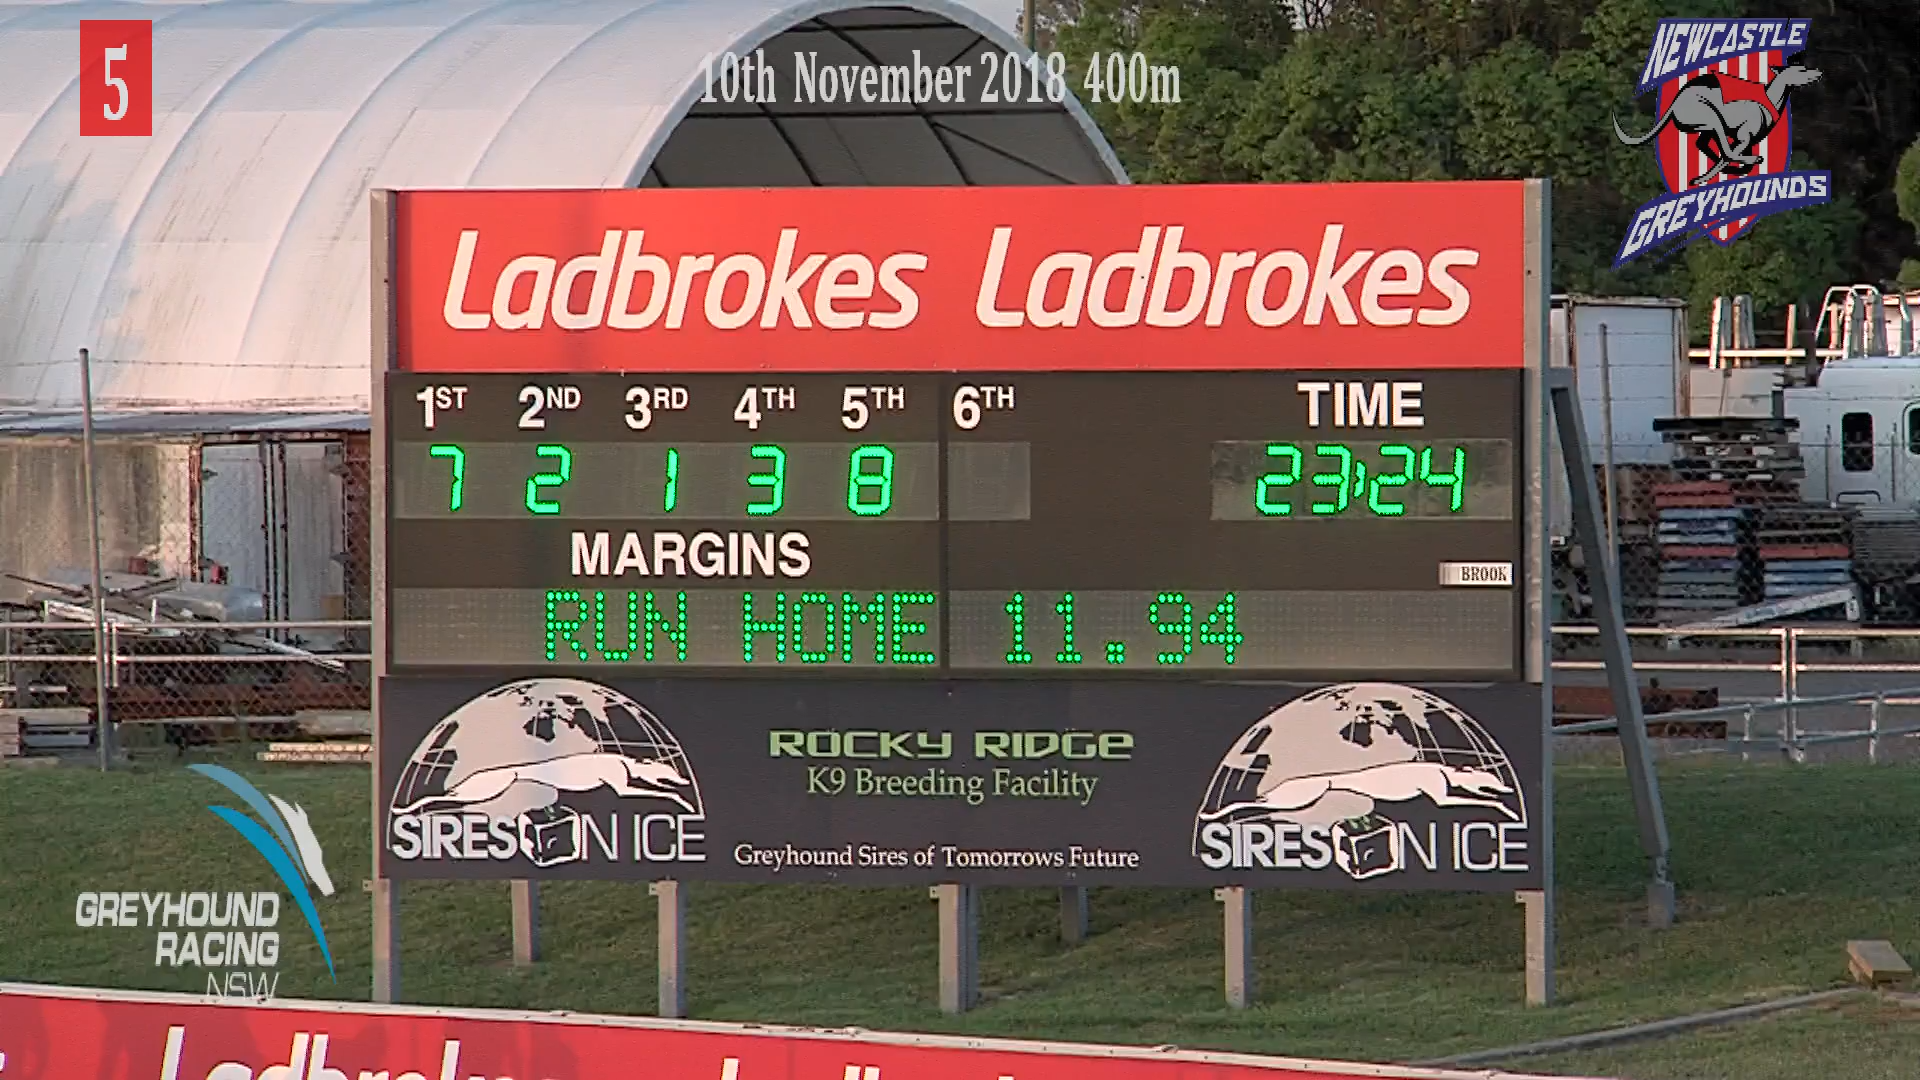 5
10th November 2018 400m
NEWCASTLE
GREYHOUNDS
Ladbrokes Ladbrokes
1ST 2ND 3RD 4TH 5TH 6TH TIME
7 2 1 3 8 23:24
MARGINS
BROOK
RUN HOME 11.94
ROCKY RIDGE
K9 Breeding Facility
SIRES ON ICE
Greyhound Sires of Tomorrows Future
SIRES ON ICE
GREYHOUND
RACING
NSW
Ladbrokes